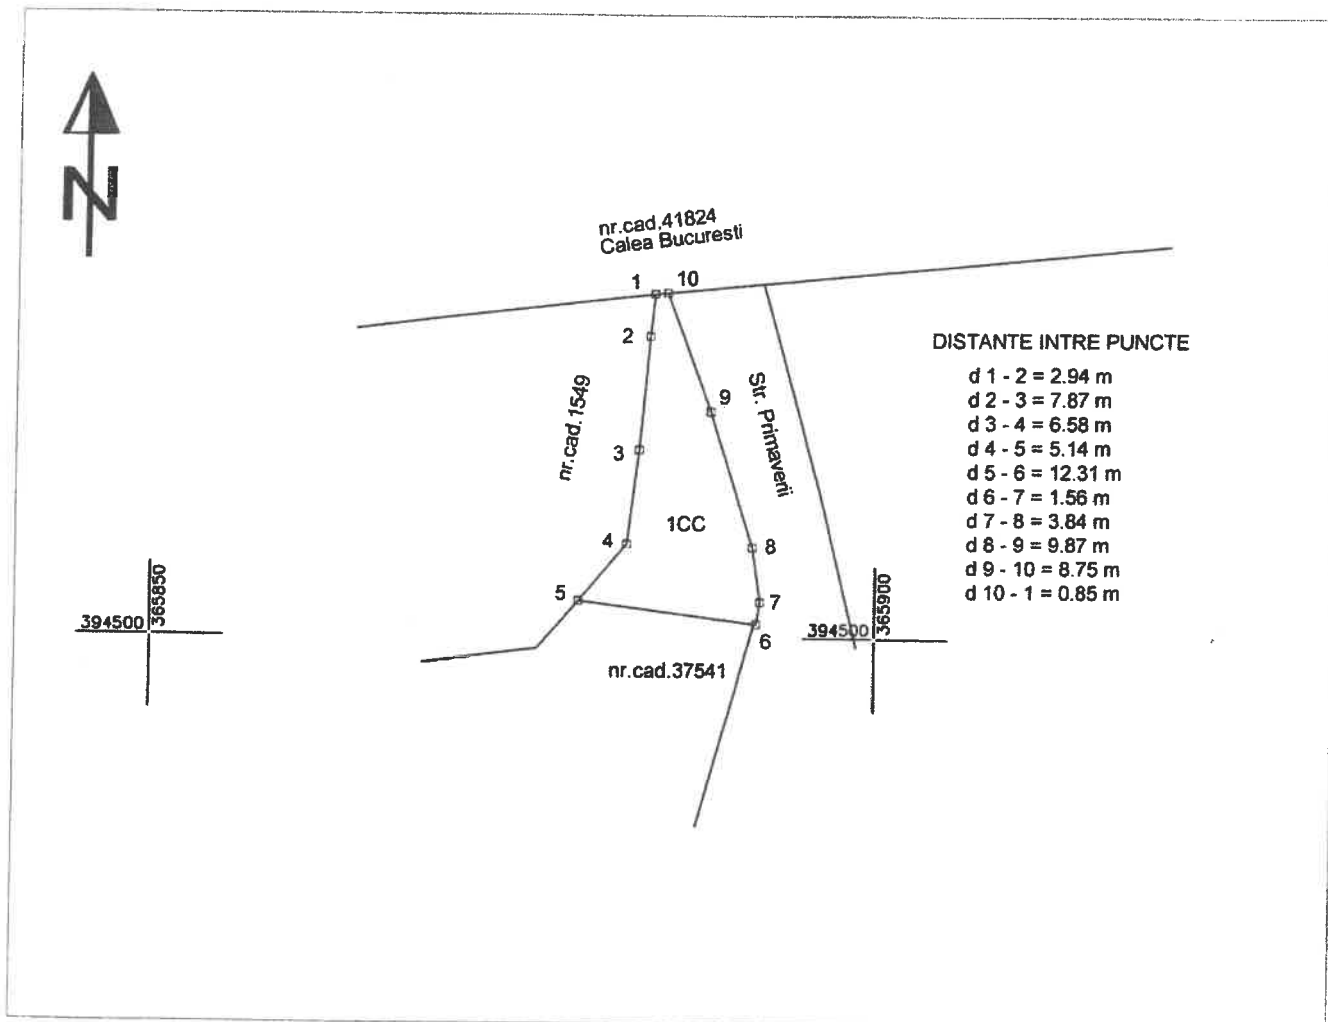 N
nr.cad.41824
Calea Bucuresti
1
10
2
DISTANTE INTRE PUNCTE
d 1 - 2 = 2.94 m
d 2 - 3 = 7.87 m
d 3 - 4 = 6.58 m
d 4 - 5 = 5.14 m
d 5 - 6 = 12.31 m
d 6 - 7 = 1.56 m
d 7 - 8 = 3.84 m
d 8 - 9 = 9.87 m
d 9 - 10 = 8.75 m
d 10 - 1 = 0.85 m
nr.cad.1549
9
Str. Primaverii
3
1CC
4
8
5
7
6
394500
365850
394500
365900
nr.cad.37541